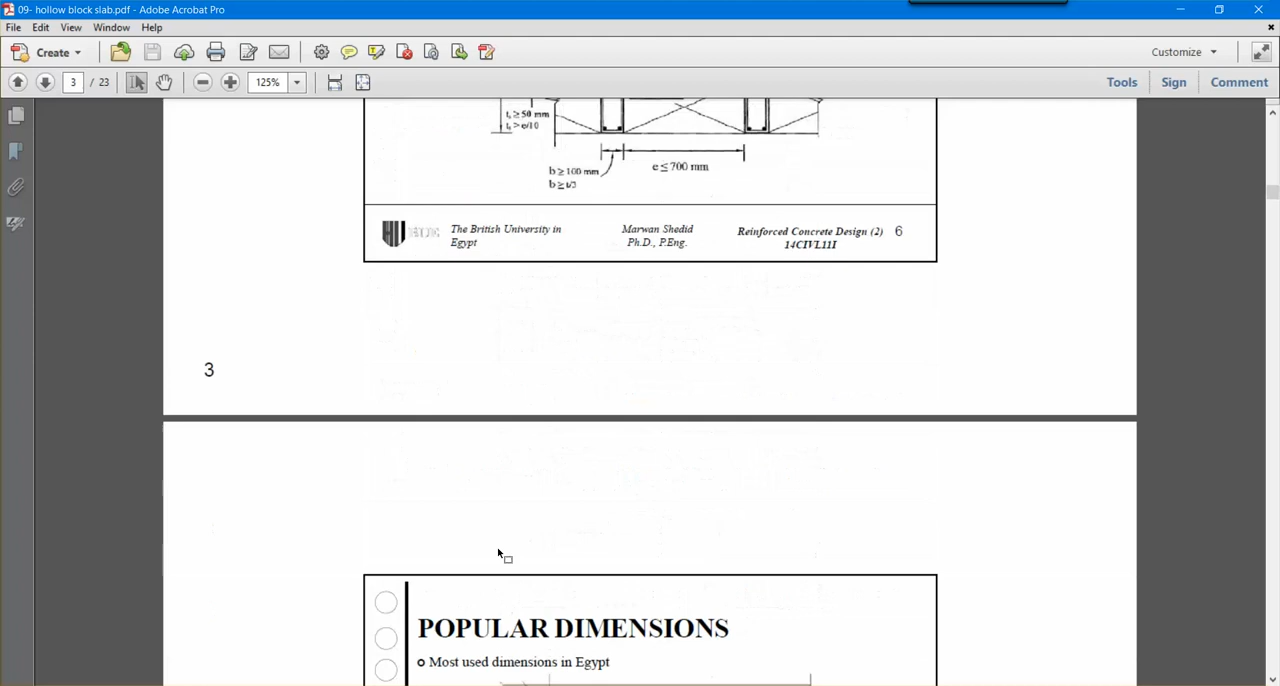 09- hollow block slab.pdf - Adobe Acrobat Pro
File Edit View Window Help
Create
Customize
3 / 23
125%
Tools Sign Comment
t, ≥ 50 mm
t, > e/10
b ≥ 100 mm
b ≥ t/3
e ≤ 700 mm
BUE
The British University in
Egypt
Marwan Shedid
Ph.D., P.Eng.
Reinforced Concrete Design (2)
14CIVL11I
6
3
POPULAR DIMENSIONS
Most used dimensions in Egypt